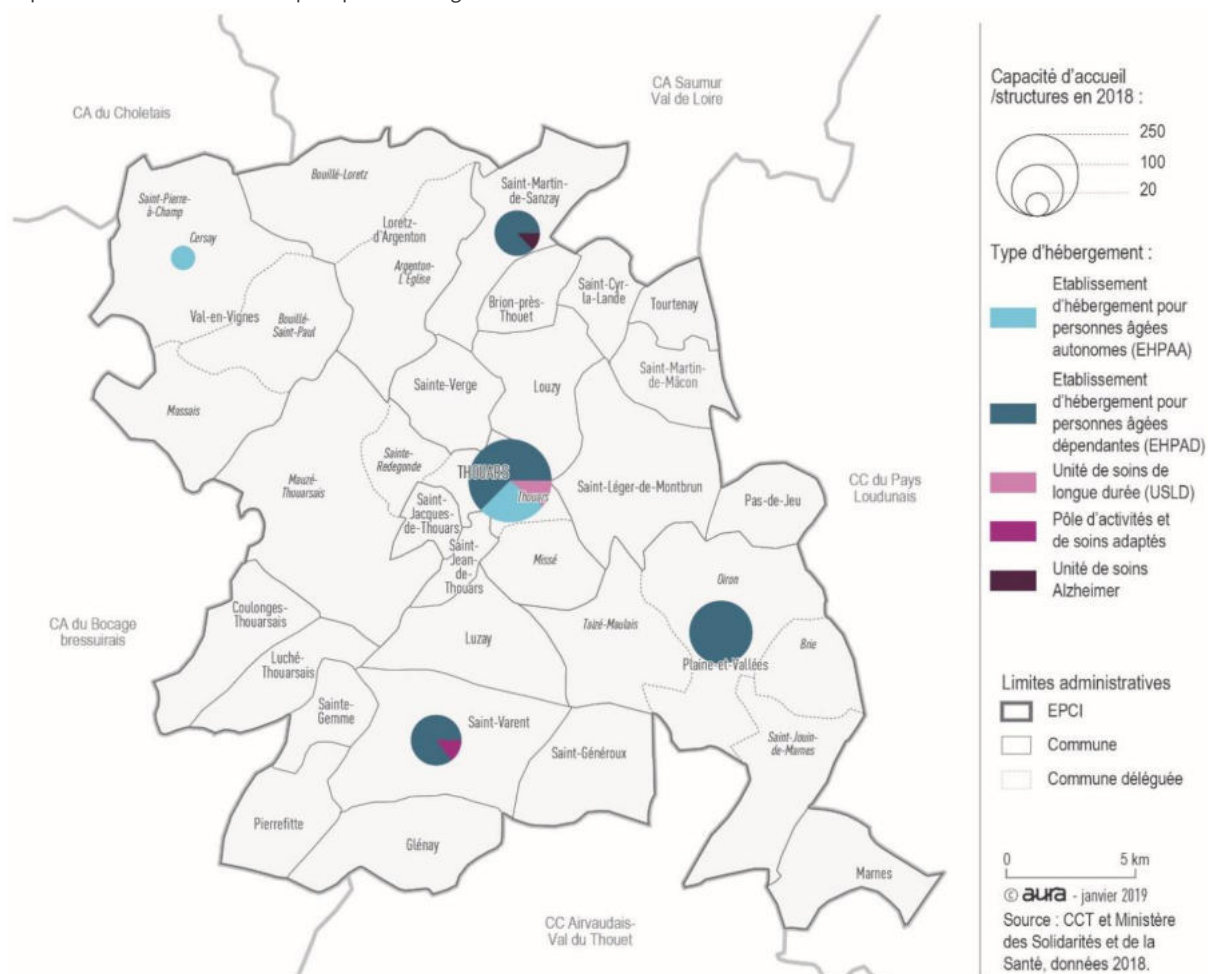 CA du Choletais
CA Saumur
Val de Loire
Bouillé-Loretz
Saint-Martin-
de-Sanzay
Saint-Pierre-
à-Champ
Cersay
Loretz-
d'Argenton
Argenton-
L'Église
Saint-Cyr-
la-Lande
Brion-près-
Thouet
Tourtenay
Val-en-Vignes
Bouillé-
Saint-Paul
Saint-Martin-
de-Mâcon
Sainte-Verge
Louzy
Massais
Sainte-
Redegonde
THOUARS
Thouars
Mauzé-
Thouarsais
Saint-Léger-de-Montbrun
Pas-de-Jeu
CC du Pays
Loudunais
Saint-
Jacques-
de-Thouars
Saint-
Jean-
de-
Thouars
Missé
Oiron
CA du Bocage
bressuirais
Coulonges-
Thouarsais
Luzay
Taizé-Maulais
Brie
Plaine-et-Vallées
Luché-
Thouarsais
Sainte-
Gemme
Saint-Varent
Saint-Généroux
Saint-Jouin-
de-Marnes
Pierrefitte
Glénay
Marnes
CC Airvaudais-
Val du Thouet
Capacité d'accueil
/structures en 2018 :
250
100
20
Type d'hébergement :
Etablissement
d'hébergement pour
personnes âgées
autonomes (EHPAA)
Etablissement
d'hébergement pour
personnes âgées
dépendantes (EHPAD)
Unité de soins de
longue durée (USLD)
Pôle d'activités et
de soins adaptés
Unité de soins
Alzheimer
Limites administratives
EPCI
Commune
Commune déléguée
0 5 km
© aura - janvier 2019
Source : CCT et Ministère
des Solidarités et de la
Santé, données 2018.